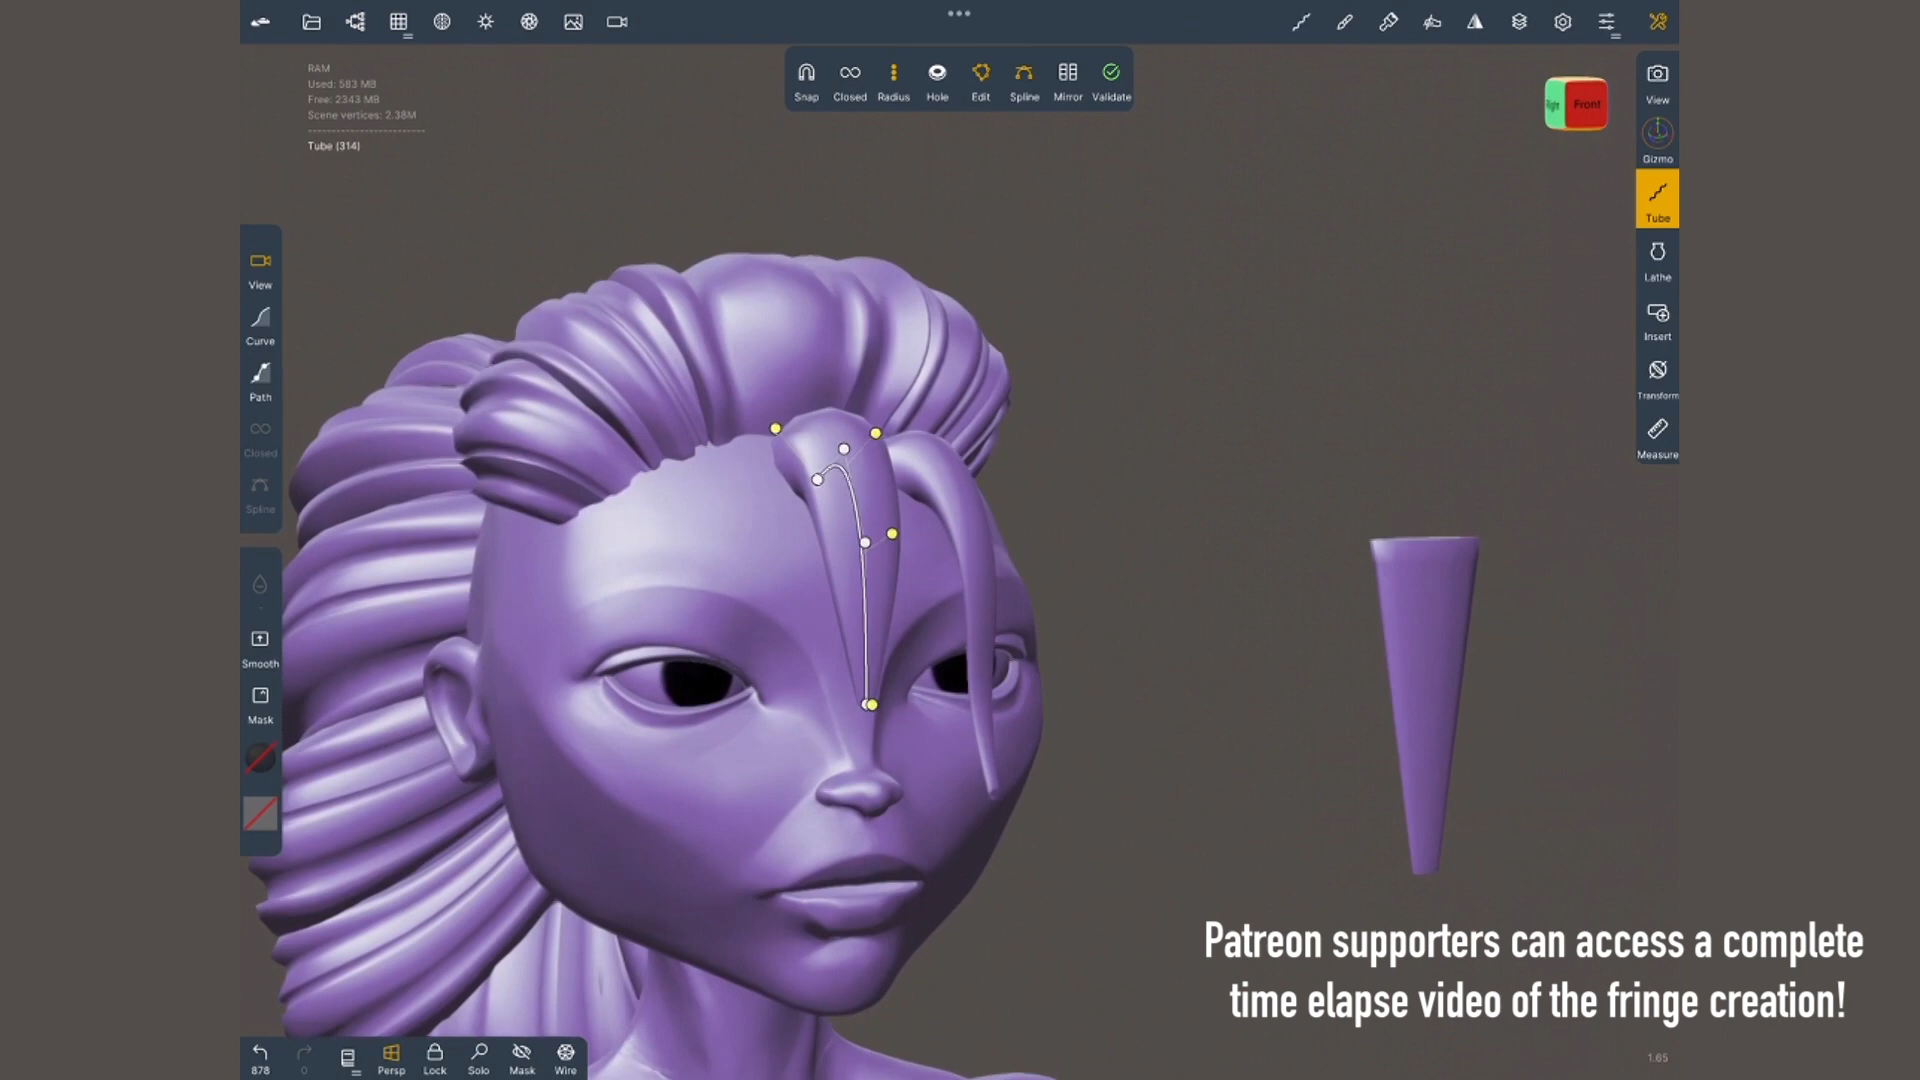 RAM
Used: 583 MB
Free: 2343 MB
Scene vertices: 2.38M
Tube (314)
Snap Closed Radius Hole Edit Spline Mirror Validate
Right Front
View
Gizmo
Tube
Lathe
Insert
Transform
Measure
View
Curve
Path
Closed
Spline
Smooth
Mask
Patreon supporters can access a complete
time elapse video of the fringe creation!
878 0 Persp Lock Solo Mask Wire
1.65